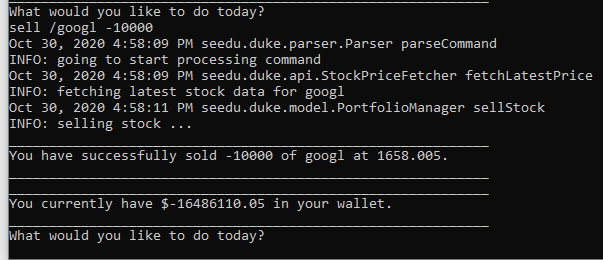 What would you like to do today?
sell /googl -10000
Oct 30, 2020 4:58:09 PM seedu.duke.parser.Parser parseCommand
INFO: going to start processing command
Oct 30, 2020 4:58:09 PM seedu.duke.api.StockPriceFetcher fetchLatestPrice
INFO: fetching latest stock data for googl
Oct 30, 2020 4:58:11 PM seedu.duke.model.PortfolioManager sellStock
INFO: selling stock ...
You have successfully sold -10000 of googl at 1658.005.
You currently have $-16486110.05 in your wallet.
What would you like to do today?